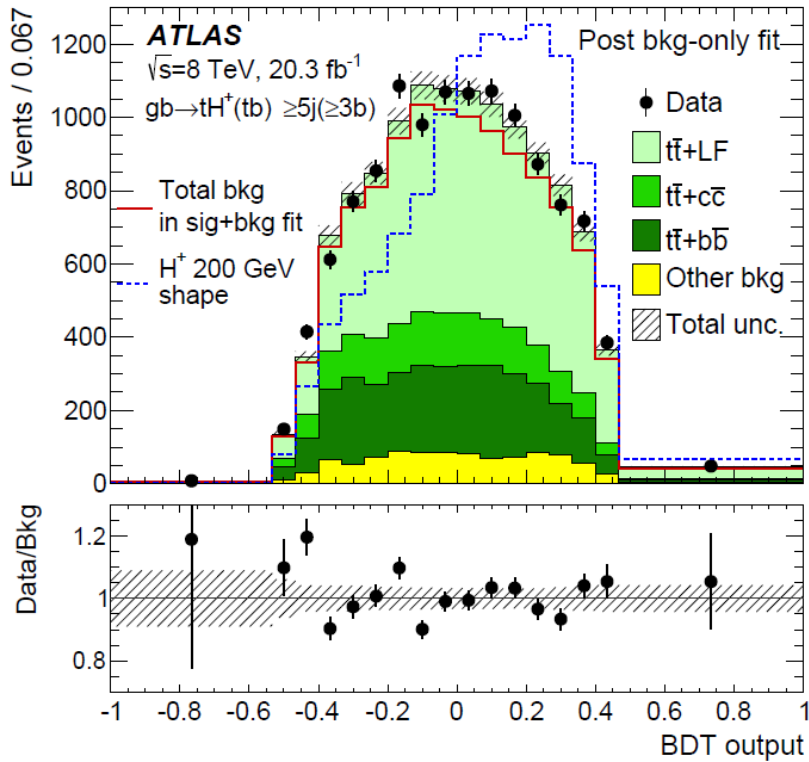 ATLAS
√s=8 TeV, 20.3 fb⁻¹
gb→tH⁺(tb) ≥5j(≥3b)
Post bkg-only fit
Data
tt̄+LF
tt̄+cc̄
tt̄+bb̄
Other bkg
Total unc.
Total bkg
in sig+bkg fit
H⁺ 200 GeV
shape
Events / 0.067
1200
1000
800
600
400
200
0
Data/Bkg
1.2
1
0.8
-1 -0.8 -0.6 -0.4 -0.2 0 0.2 0.4 0.6 0.8 1
BDT output